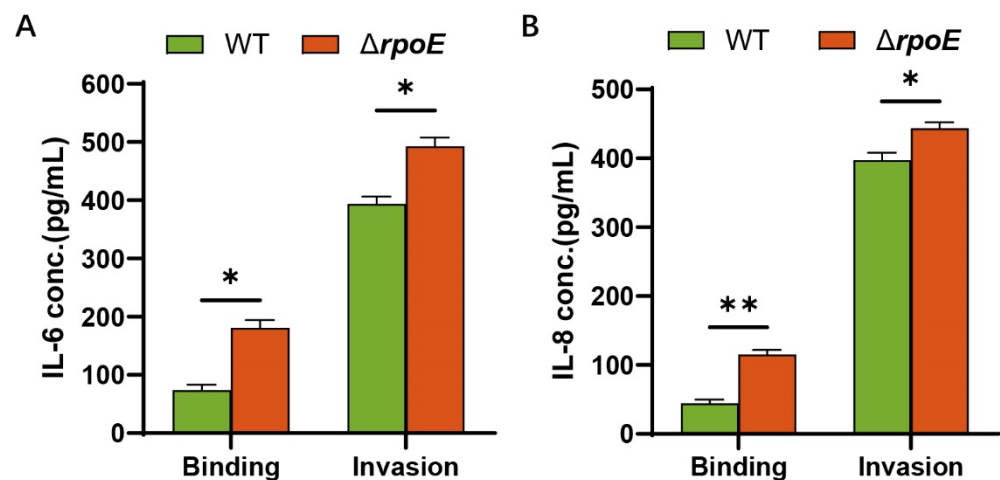 A
WT ΔrpoE
IL-6 conc.(pg/mL)
600
500
400
300
200
100
0
*
*
Binding Invasion
B
WT ΔrpoE
IL-8 conc.(pg/mL)
500
400
300
200
100
0
**
*
Binding Invasion